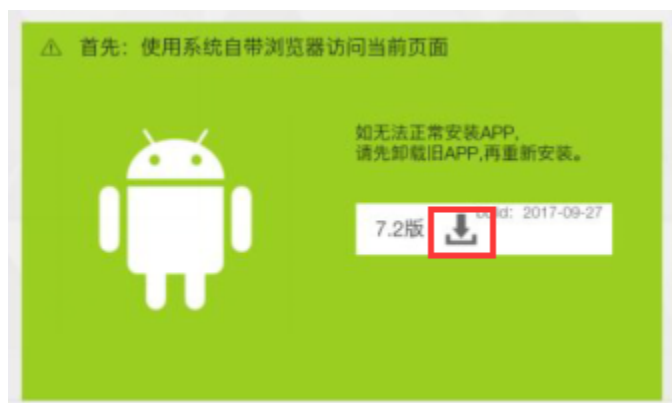 首先：使用系统自带浏览器访问当前页面
如无法正常安装APP,
请先卸载旧APP,再重新安装。
7.2版
2017-09-27